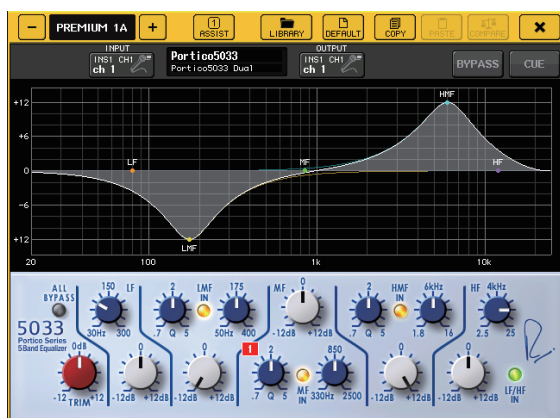 PREMIUM 1A
1
ASSIST
LIBRARY
DEFAULT
COPY
PASTE
COMPARE
INPUT
INS1 CH1
ch 1
Portico5033
Portico5033 Dual
OUTPUT
INS1 CH1
ch 1
BYPASS
CUE
+12
+6
0
-6
+12
HMF
LF
MF
HF
LMF
20
100
1k
10k
ALL BYPASS
150
LF
30Hz
300
2
.7 Q 5
LMF IN
175
50Hz
400
MF
0
-12dB
+12dB
2
.7 Q 5
HMF IN
6kHz
1.8
16
HF
4kHz
2.5
25
5033
Portico Series
5Band Equalizer
0dB
-12
+12
TRIM
0
-12dB
+12dB
0
-12dB
+12dB
1
2
.7 Q 5
MF IN
850
330Hz
2500
0
-12dB
+12dB
0
-12dB
+12dB
LF/HF IN